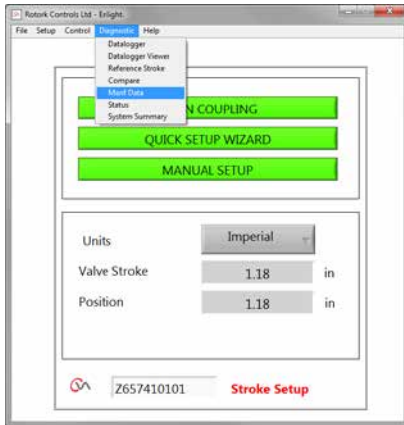 Rotork Controls Ltd - Enlight.
File Setup Control Diagnostic Help
Datalogger
Datalogger Viewer
Reference Stroke
Compare
Manf Data
Status
System Summary
COUPLING
QUICK SETUP WIZARD
MANUAL SETUP
Units Imperial
Valve Stroke 1.18 in
Position 1.18 in
Z657410101 Stroke Setup